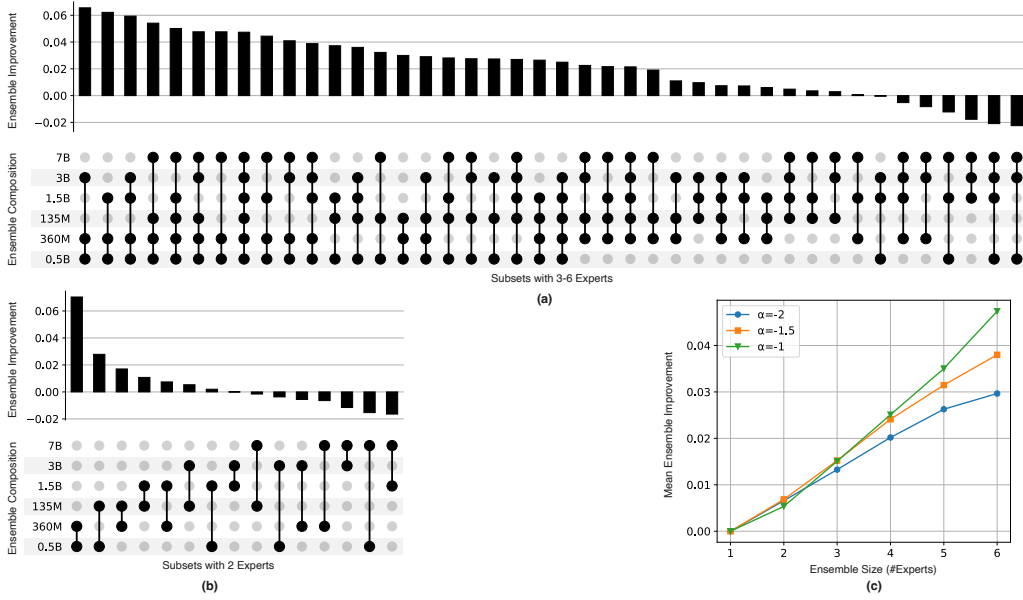 Ensemble Improvement
0.06
0.04
0.02
0.00
−0.02
Ensemble Composition
7B
3B
1.5B
135M
360M
0.5B
Subsets with 3-6 Experts
(a)
Ensemble Improvement
0.06
0.04
0.02
0.00
−0.02
Ensemble Composition
7B
3B
1.5B
135M
360M
0.5B
Subsets with 2 Experts
(b)
α=-2
α=-1.5
α=-1
Mean Ensemble Improvement
0.04
0.03
0.02
0.01
0.00
1 2 3 4 5 6
Ensemble Size (#Experts)
(c)